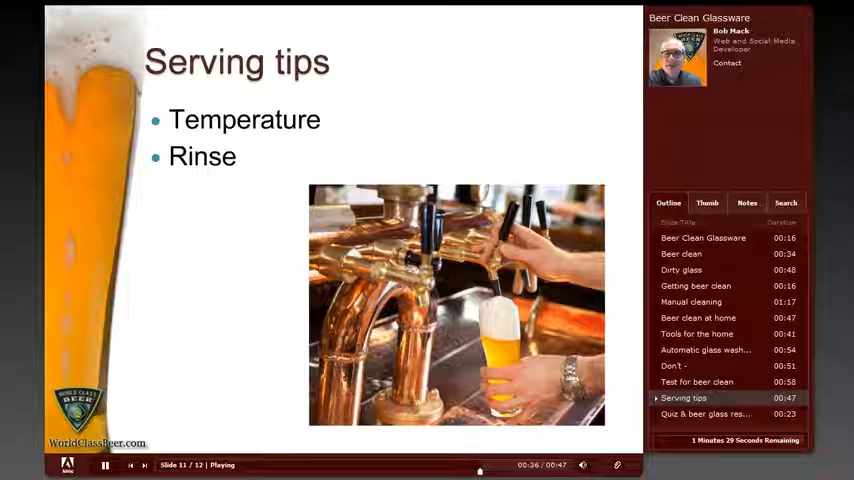 Serving tips
Temperature
Rinse
WORLD CLASS
BEER
WorldClassBeer.com
Beer Clean Glassware
Bob Mack
Web and Social Media
Developer
Contact
Outline Thumb Notes Search
Slide Title Duration
Beer Clean Glassware 00:16
Beer clean 00:34
Dirty glass 00:48
Getting beer clean 00:16
Manual cleaning 01:17
Beer clean at home 00:47
Tools for the home 00:41
Automatic glass wash... 00:54
Don't - 00:51
Test for beer clean 00:58
Serving tips 00:47
Quiz & beer glass res... 00:23
1 Minutes 29 Seconds Remaining
Adobe
Slide 11 / 12 | Playing
00:36 / 00:47